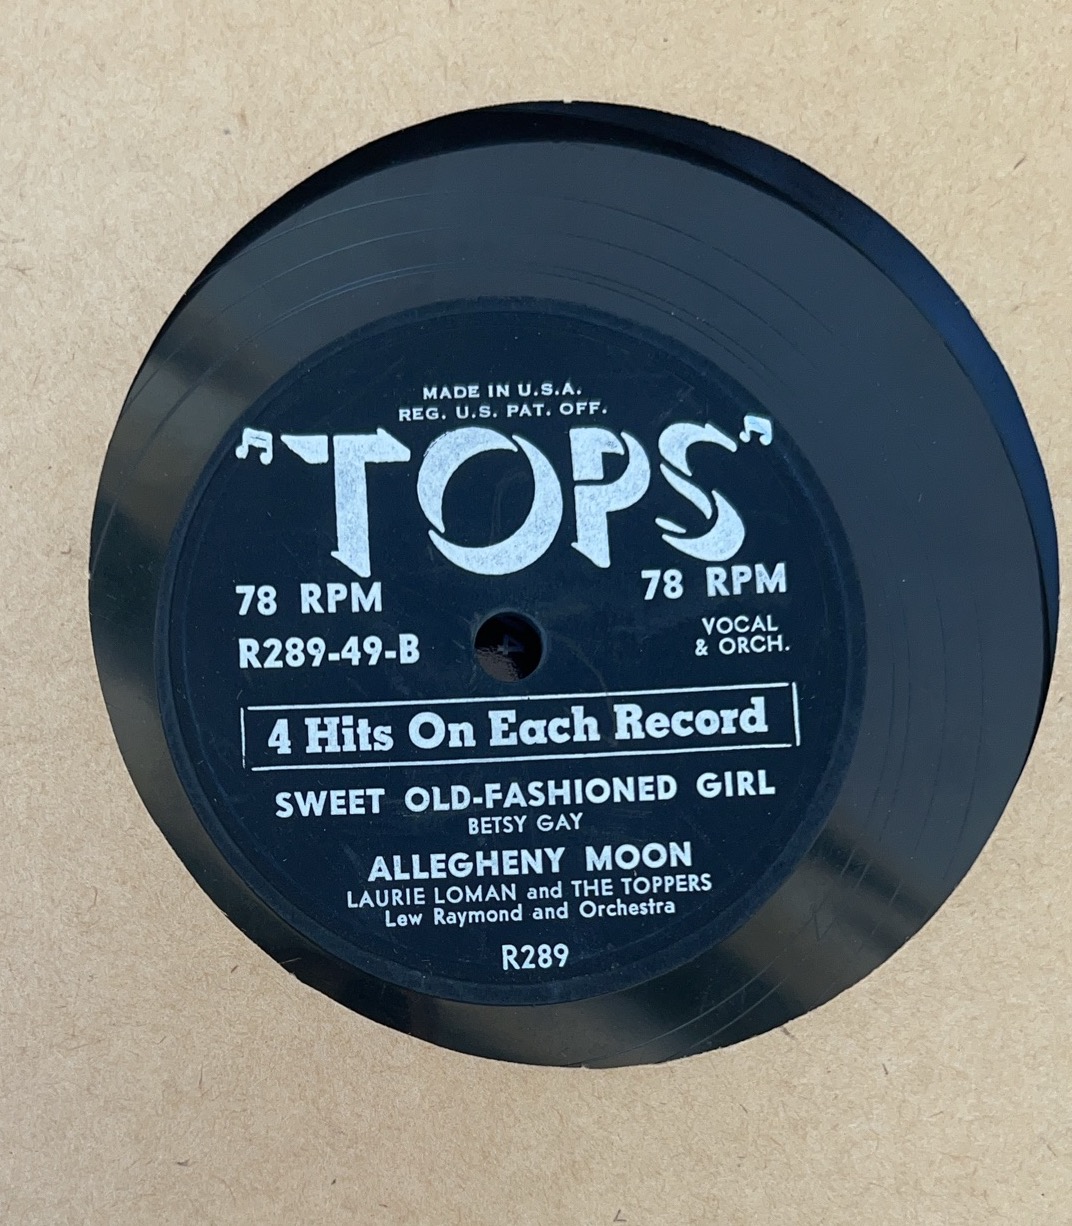 MADE IN U.S.A.
REG. U.S. PAT. OFF.
"TOPS"
78 RPM 78 RPM
R289-49-B VOCAL
& ORCH.
4 Hits On Each Record
SWEET OLD-FASHIONED GIRL
BETSY GAY
ALLEGHENY MOON
LAURIE LOMAN and THE TOPPERS
Lew Raymond and Orchestra
R289